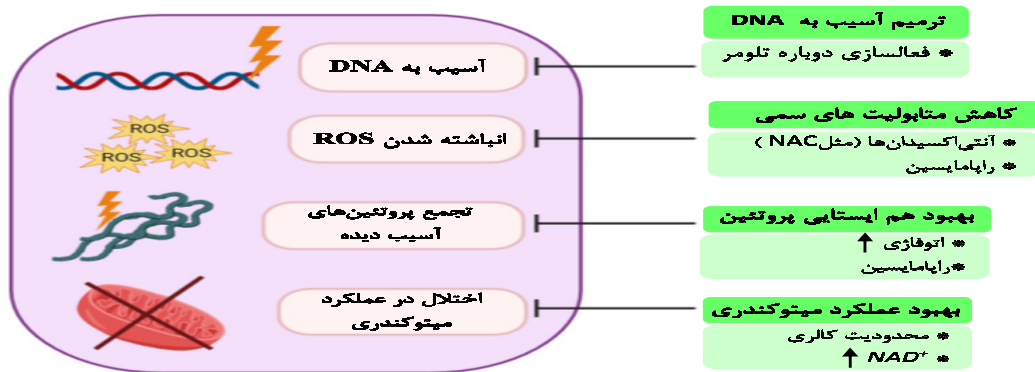 آسیب به DNA
ROS
ROS
ROS
انباشته شدن ROS
تجمع پروتئین‌های
آسیب دیده
اختلال در عملکرد
میتوکندری
ترمیم آسیب به DNA
* فعالسازی دوباره تلومر
کاهش متابولیت های سمی
* آنتی‌اکسیدان‌ها (مثل NAC )
* راپامایسین
بهبود هم ایستایی پروتئین
* اتوفاژی ↑
*راپامایسین
بهبود عملکرد میتوکندری
* محدودیت کالری
* NAD⁺ ↑